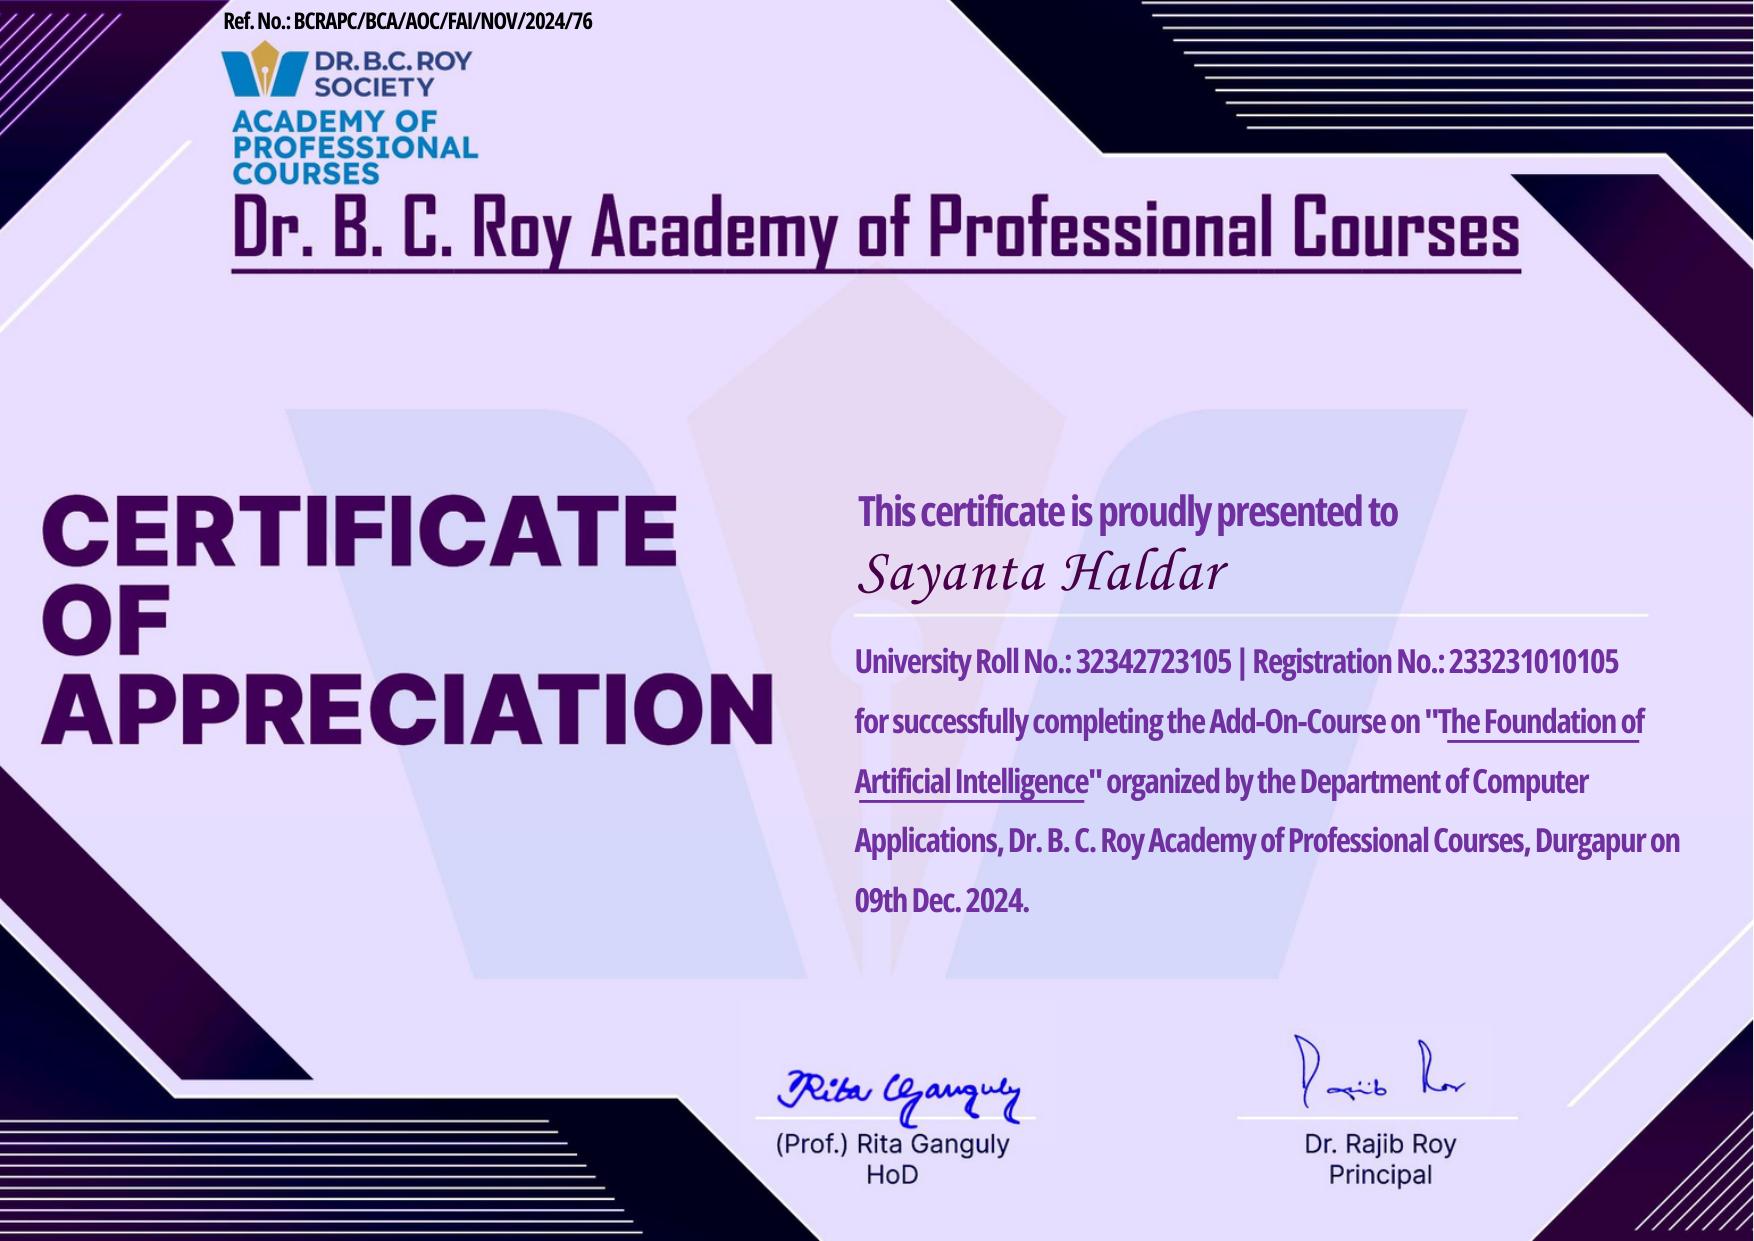 Ref. No.: BCRAPC/BCA/AOC/FAI/NOV/2024/76
DR. B.C. ROY
SOCIETY
ACADEMY OF
PROFESSIONAL
COURSES
Dr. B. C. Roy Academy of Professional Courses
CERTIFICATE
OF
APPRECIATION
This certificate is proudly presented to
Sayanta Haldar
University Roll No.: 32342723105 | Registration No.: 233231010105
for successfully completing the Add-On-Course on "The Foundation of
Artificial Intelligence" organized by the Department of Computer
Applications, Dr. B. C. Roy Academy of Professional Courses, Durgapur on
09th Dec. 2024.
Rita Ganguly
(Prof.) Rita Ganguly
HoD
Rajib Roy
Dr. Rajib Roy
Principal